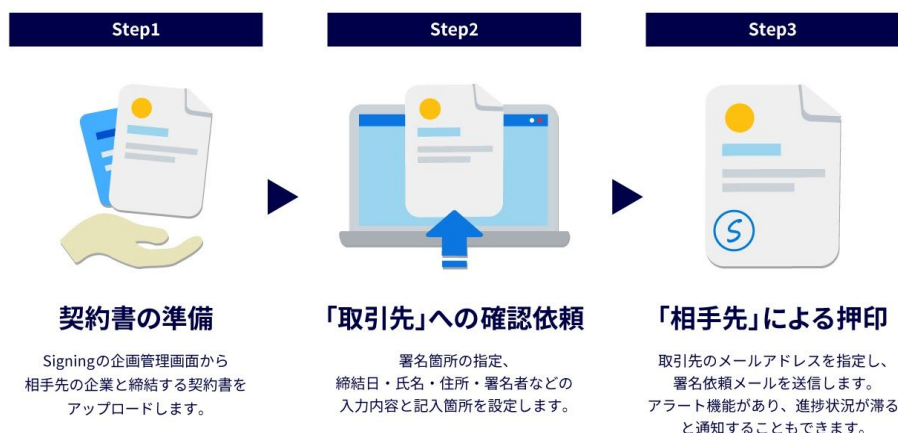 Step1
契約書の準備
Signingの企画管理画面から
相手先の企業と締結する契約書を
アップロードします。
Step2
「取引先」への確認依頼
署名箇所の指定、
締結日・氏名・住所・署名者などの
入力内容と記入箇所を設定します。
Step3
S
「相手先」による押印
取引先のメールアドレスを指定し、
署名依頼メールを送信します。
アラート機能があり、進捗状況が滞る
と通知することもできます。